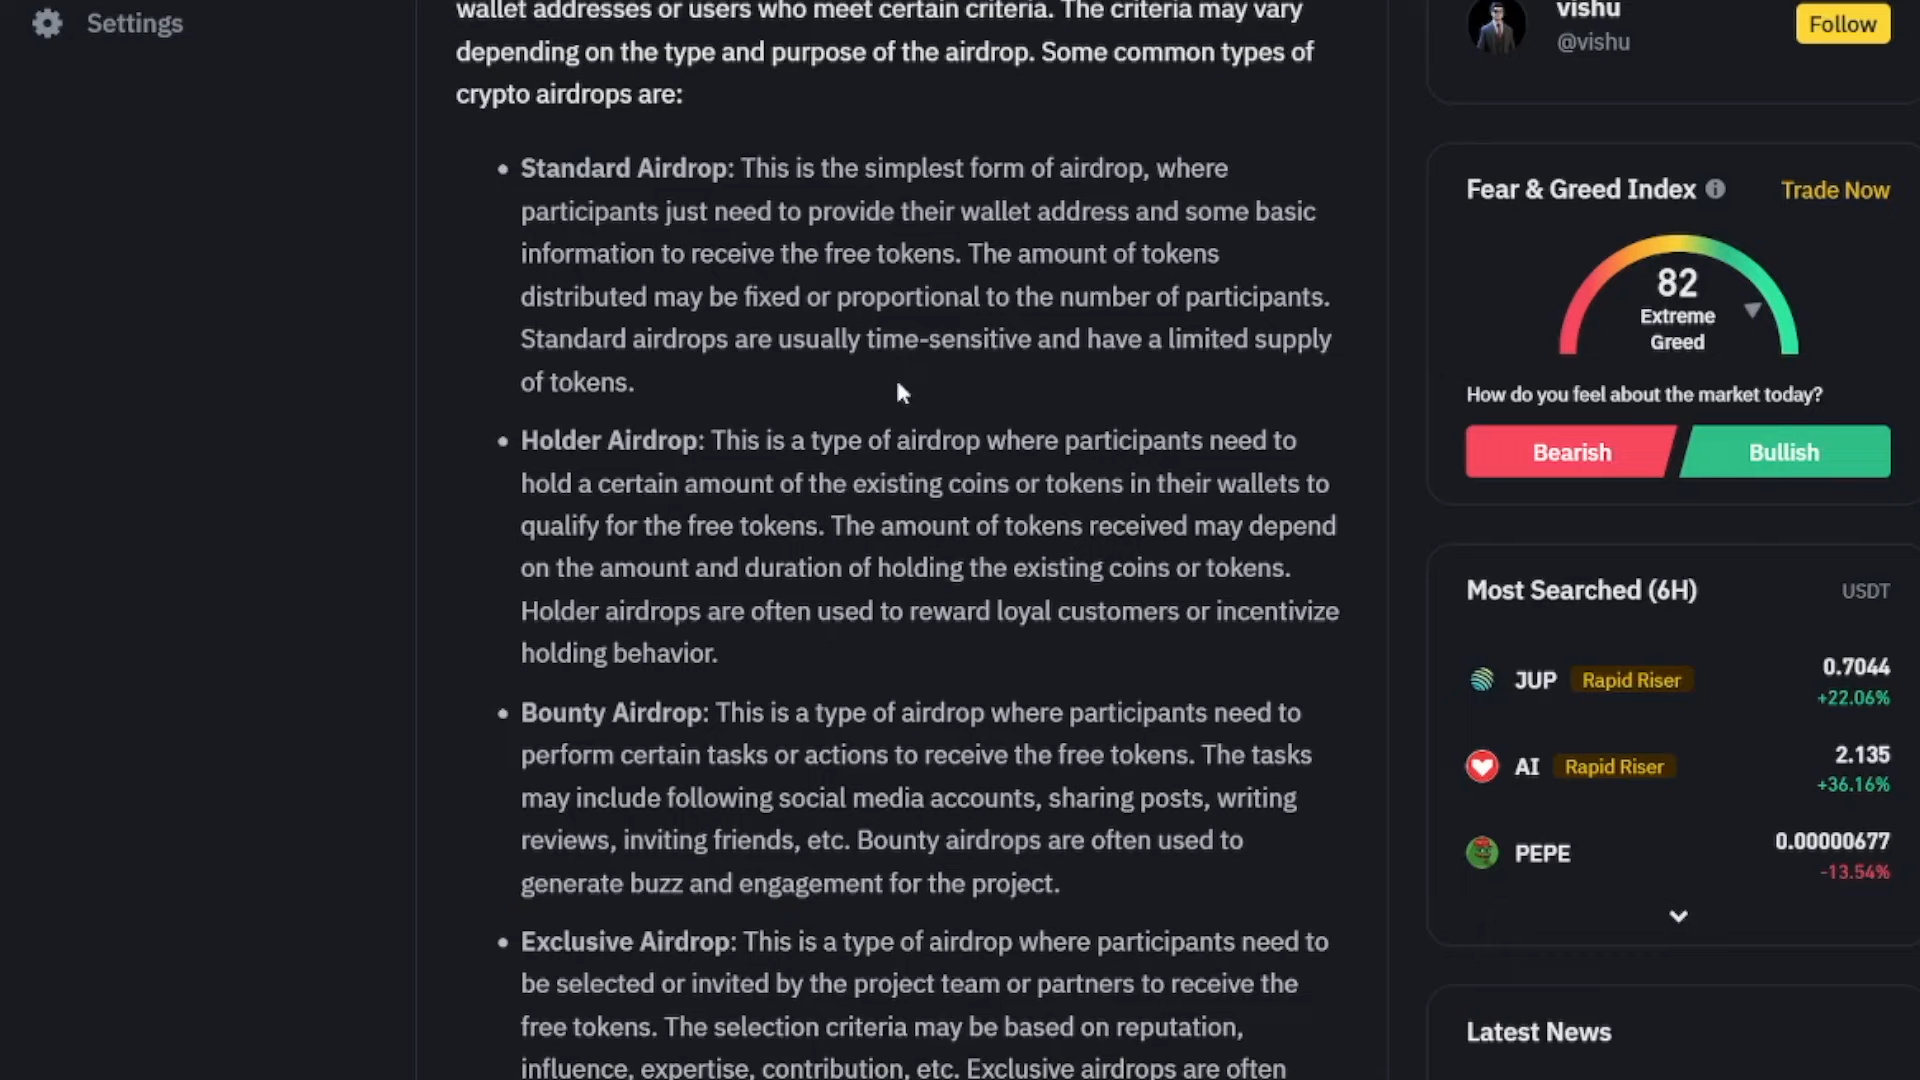 Settings
wallet addresses or users who meet certain criteria. The criteria may vary
depending on the type and purpose of the airdrop. Some common types of
crypto airdrops are:
• Standard Airdrop: This is the simplest form of airdrop, where
participants just need to provide their wallet address and some basic
information to receive the free tokens. The amount of tokens
distributed may be fixed or proportional to the number of participants.
Standard airdrops are usually time-sensitive and have a limited supply
of tokens.
• Holder Airdrop: This is a type of airdrop where participants need to
hold a certain amount of the existing coins or tokens in their wallets to
qualify for the free tokens. The amount of tokens received may depend
on the amount and duration of holding the existing coins or tokens.
Holder airdrops are often used to reward loyal customers or incentivize
holding behavior.
• Bounty Airdrop: This is a type of airdrop where participants need to
perform certain tasks or actions to receive the free tokens. The tasks
may include following social media accounts, sharing posts, writing
reviews, inviting friends, etc. Bounty airdrops are often used to
generate buzz and engagement for the project.
• Exclusive Airdrop: This is a type of airdrop where participants need to
be selected or invited by the project team or partners to receive the
free tokens. The selection criteria may be based on reputation,
influence, expertise, contribution, etc. Exclusive airdrops are often
vishu
@vishu
Follow
Fear & Greed Index
Trade Now
82
Extreme
Greed
How do you feel about the market today?
Bearish
Bullish
Most Searched (6H)
USDT
JUP Rapid Riser 0.7044
+22.06%
AI Rapid Riser 2.135
+36.16%
PEPE 0.00000677
-13.54%
Latest News